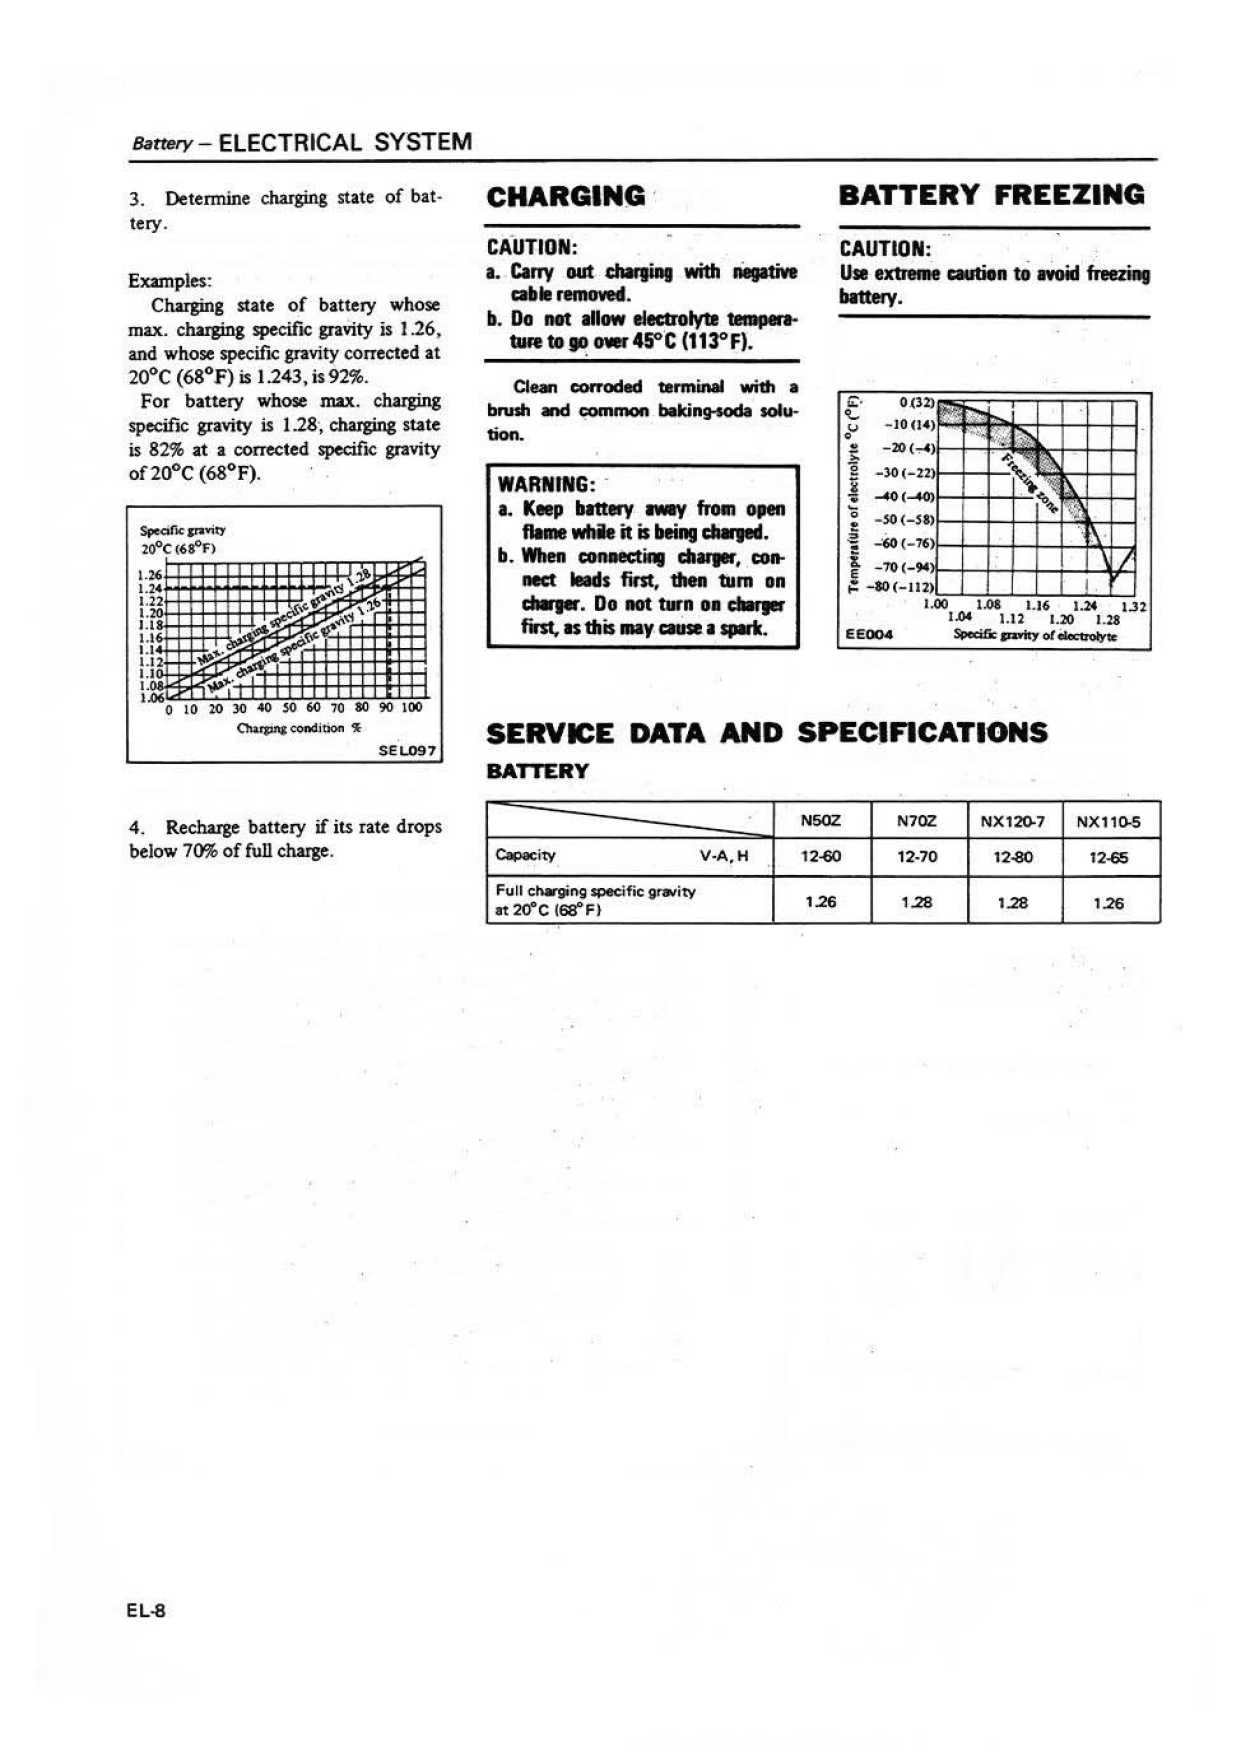 Battery – ELECTRICAL SYSTEM
3. Determine charging state of bat-
tery.
Examples:
Charging state of battery whose
max. charging specific gravity is 1.26,
and whose specific gravity corrected at
20°C (68°F) is 1.243, is 92%.
For battery whose max. charging
specific gravity is 1.28, charging state
is 82% at a corrected specific gravity
of 20°C (68°F).
Specific gravity
20°C (68°F)
1.26
1.24
1.22
1.20
1.18
1.16
1.14
1.12
1.10
1.08
1.06
Max. charging specific gravity 1.28
Max. charging specific gravity 1.26
0 10 20 30 40 50 60 70 80 90 100
Charging condition %
SEL097
4. Recharge battery if its rate drops
below 70% of full charge.
CHARGING
CAUTION:
a. Carry out charging with negative
cable removed.
b. Do not allow electrolyte tempera-
ture to go over 45°C (113°F).
Clean corroded terminal with a
brush and common baking-soda solu-
tion.
WARNING:
a. Keep battery away from open
flame while it is being charged.
b. When connecting charger, con-
nect leads first, then turn on
charger. Do not turn on charger
first, as this may cause a spark.
BATTERY FREEZING
CAUTION:
Use extreme caution to avoid freezing
battery.
Temperature of electrolyte °C (°F)
0 (32)
-10 (14)
-20 (-4)
-30 (-22)
-40 (-40)
-50 (-58)
-60 (-76)
-70 (-94)
-80 (-112)
Freezing zone
1.00 1.08 1.16 1.24 1.32
1.04 1.12 1.20 1.28
EE004 Specific gravity of electrolyte
SERVICE DATA AND SPECIFICATIONS
BATTERY
N50Z N70Z NX120-7 NX110-5
Capacity V-A, H 12-60 12-70 12-80 12-65
Full charging specific gravity
at 20°C (68°F) 1.26 1.28 1.28 1.26
EL-8